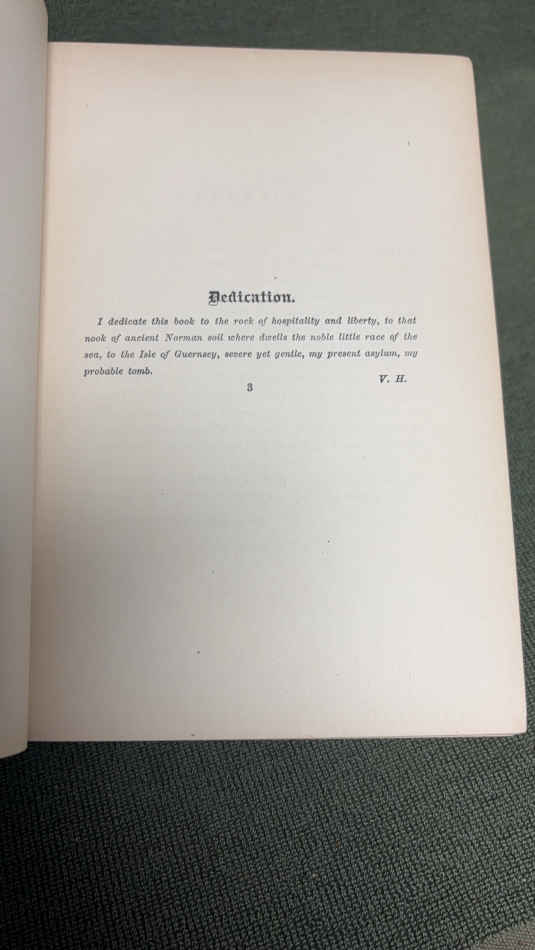 Dedication.
I dedicate this book to the rock of hospitality and liberty, to that
nook of ancient Norman soil where dwells the noble little race of the
sea, to the Isle of Guernsey, severe yet gentle, my present asylum, my
probable tomb.
V. H.
3